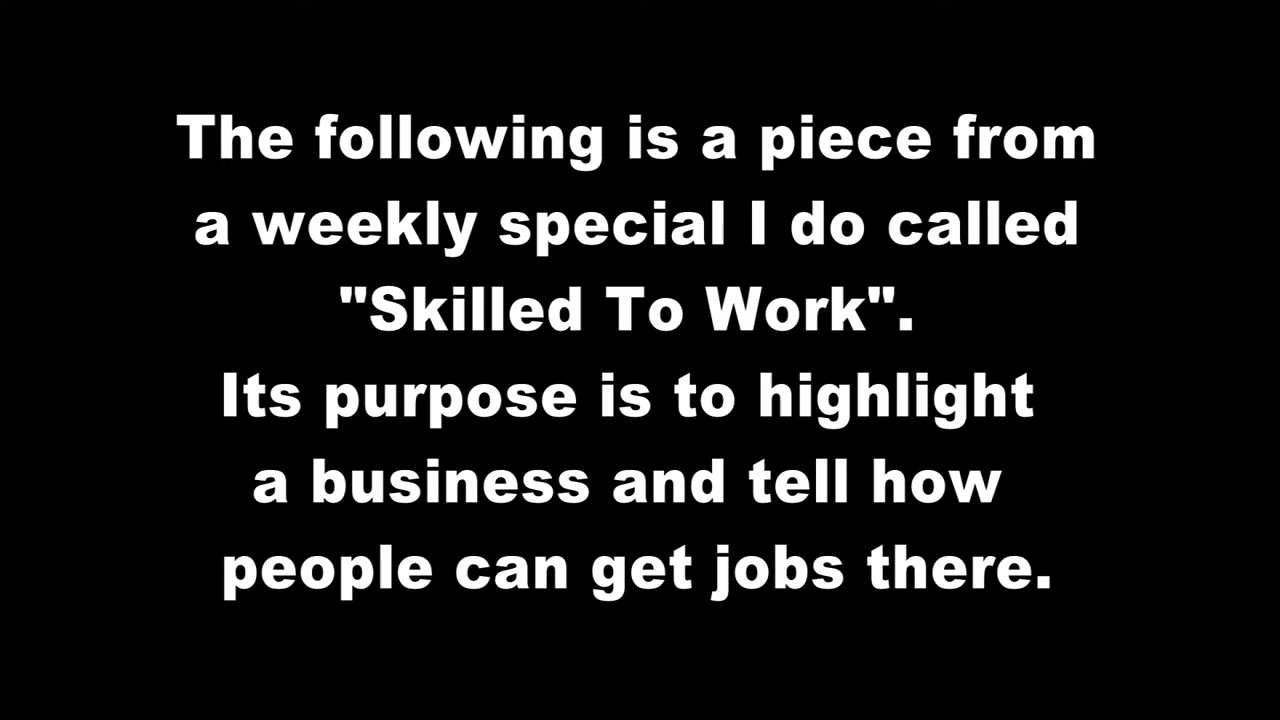 The following is a piece from
a weekly special I do called
"Skilled To Work".
Its purpose is to highlight
a business and tell how
people can get jobs there.